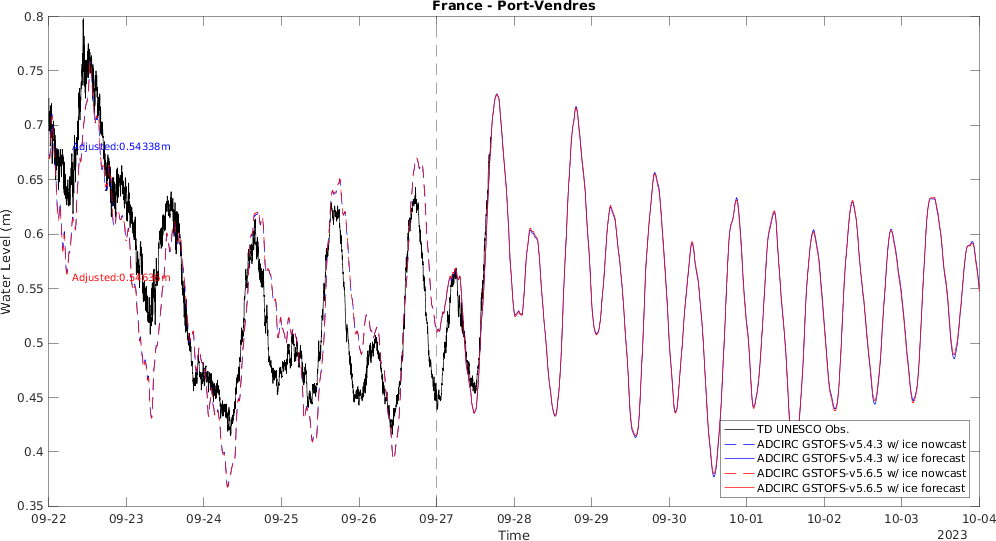 France - Port-Vendres
0.8
0.75
0.7
0.65
0.6
0.55
0.5
0.45
0.4
0.35
Water Level (m)
Adjusted:0.54338m
TD UNESCO Obs.
ADCIRC GSTOFS-v5.4.3 w/ ice nowcast
ADCIRC GSTOFS-v5.4.3 w/ ice forecast
ADCIRC GSTOFS-v5.6.5 w/ ice nowcast
ADCIRC GSTOFS-v5.6.5 w/ ice forecast
09-22 09-23 09-24 09-25 09-26 09-27 09-28 09-29 09-30 10-01 10-02 10-03 10-04
Time
2023